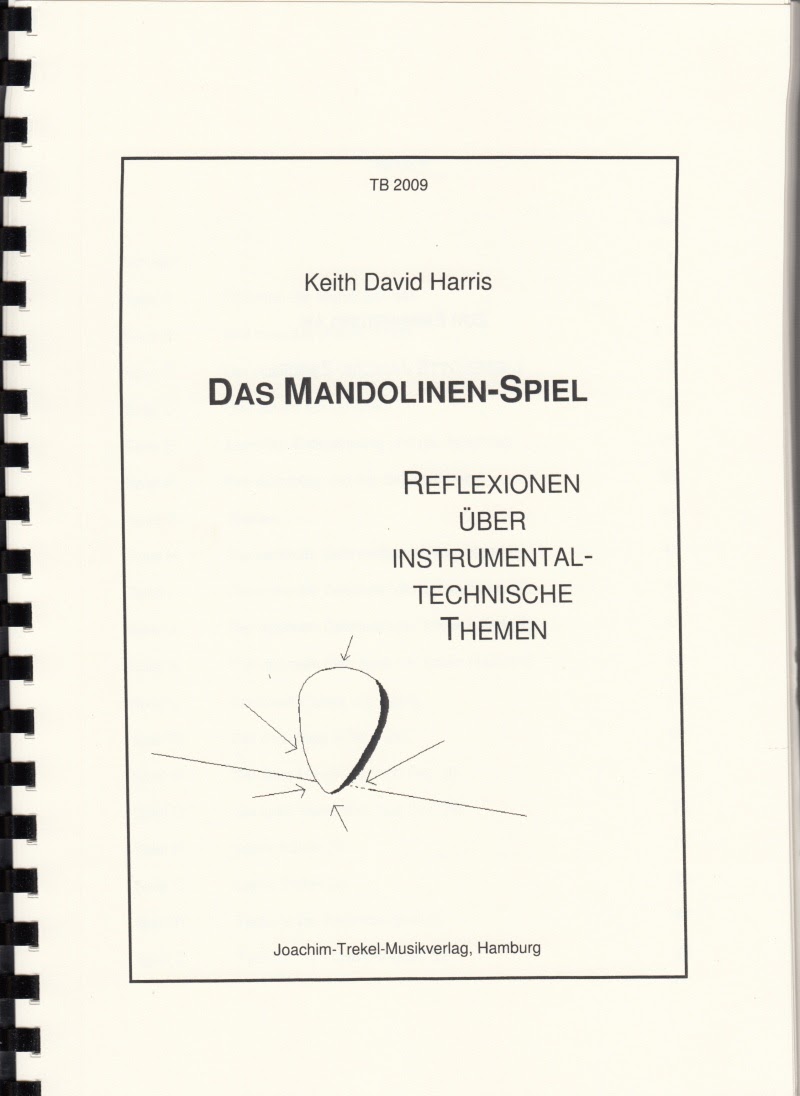 TB 2009
Keith David Harris
DAS MANDOLINEN-SPIEL
REFLEXIONEN
ÜBER
INSTRUMENTAL-
TECHNISCHE
THEMEN
Joachim-Trekel-Musikverlag, Hamburg